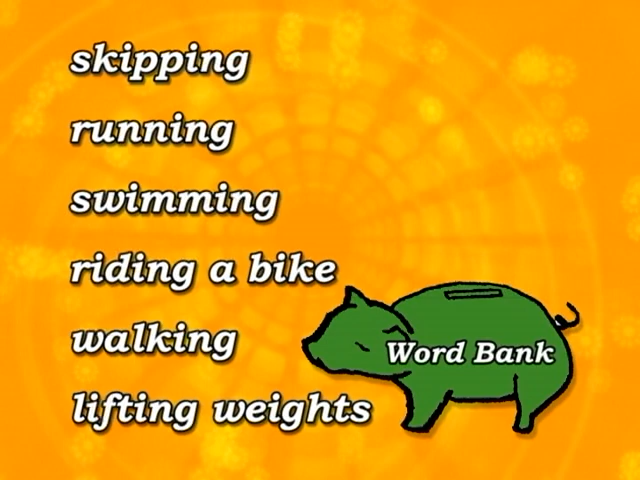 skipping
running
swimming
riding a bike
walking
lifting weights
Word Bank